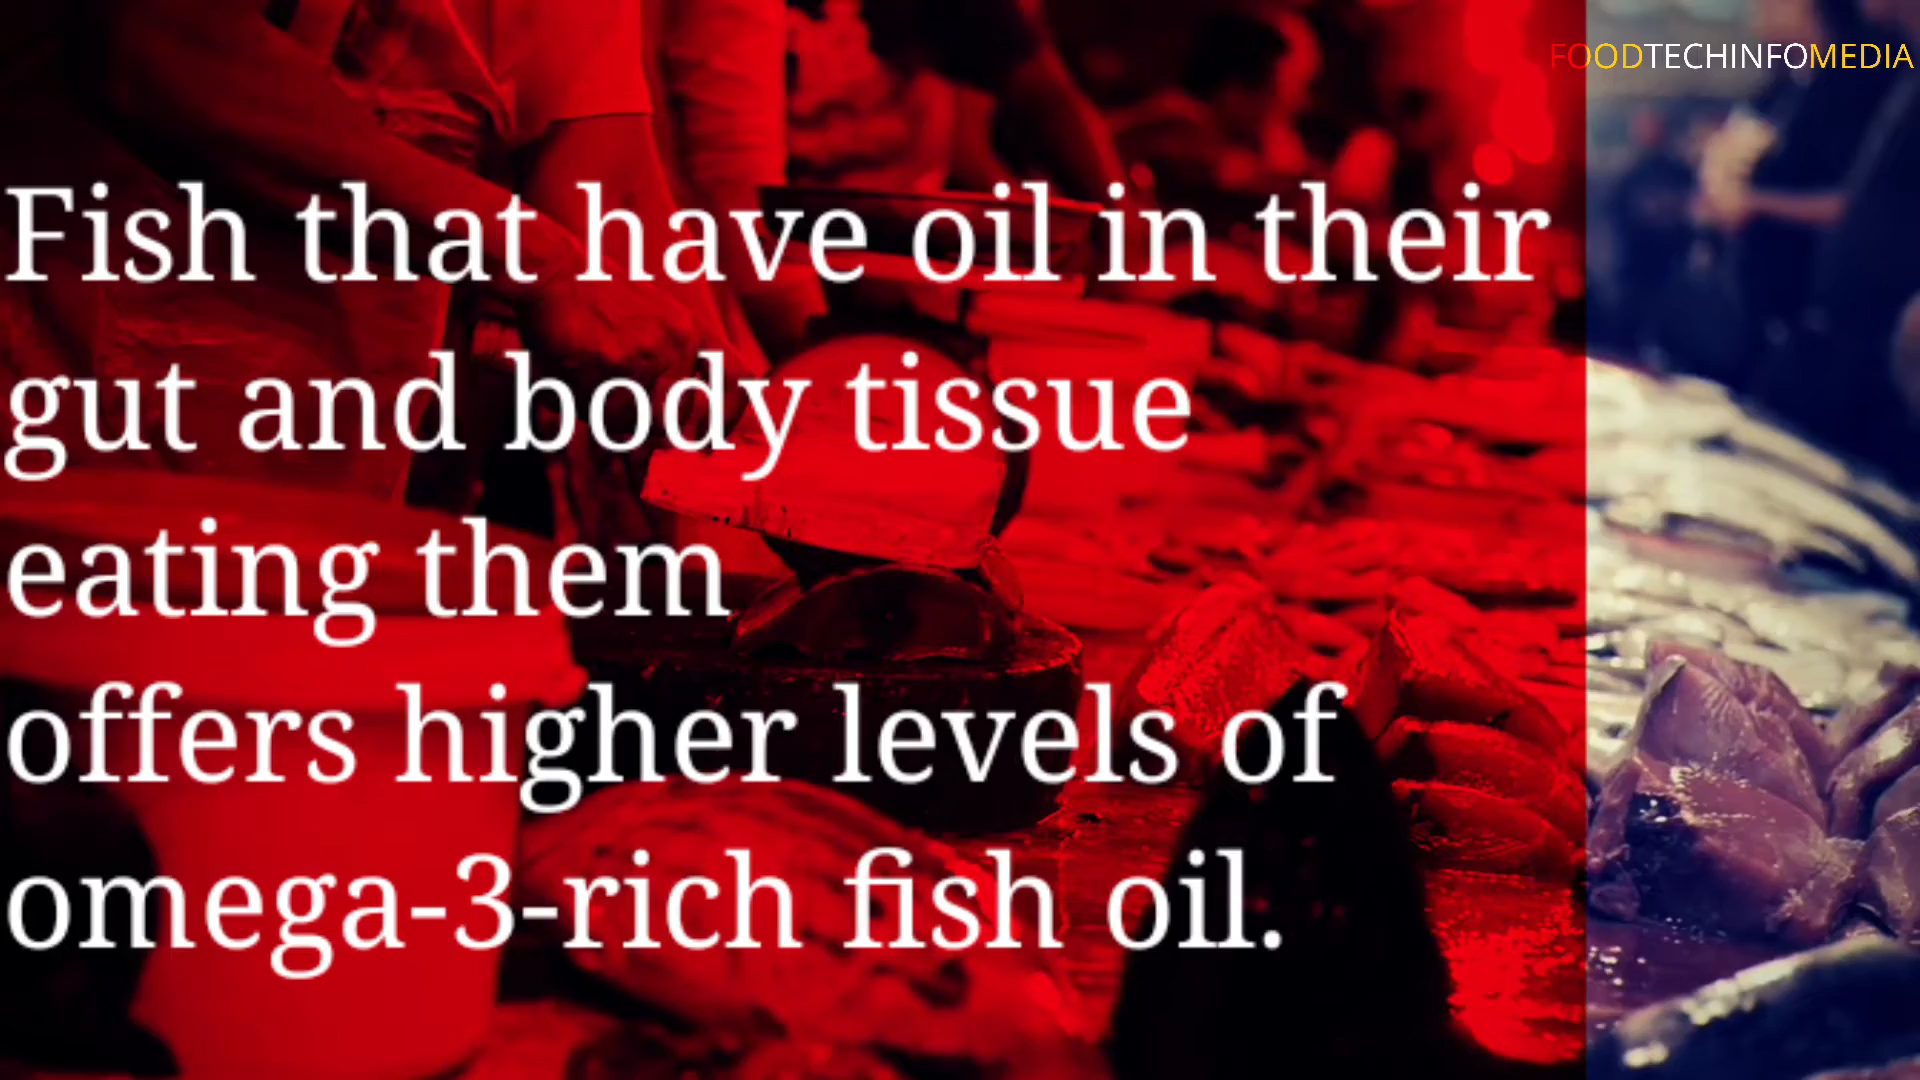 FOODTECHINFOMEDIA
Fish that have oil in their
gut and body tissue
eating them
offers higher levels of
omega-3-rich fish oil.